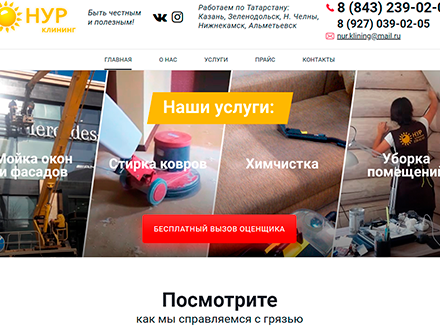 НУР
клининг
Быть честным
и полезным!
Работаем по Татарстану:
Казань, Зеленодольск, Н. Челны,
Нижнекамск, Альметьевск
8 (843) 239-02-0
8 (927) 039-02-05
nur.klining@mail.ru
ГЛАВНАЯ О НАС УСЛУГИ ПРАЙС КОНТАКТЫ
Наши услуги:
Mercedes
Мойка окон
и фасадов
Стирка ковров
Химчистка
Уборка
помещений
БЕСПЛАТНЫЙ ВЫЗОВ ОЦЕНЩИКА
Посмотрите
как мы справляемся с грязью